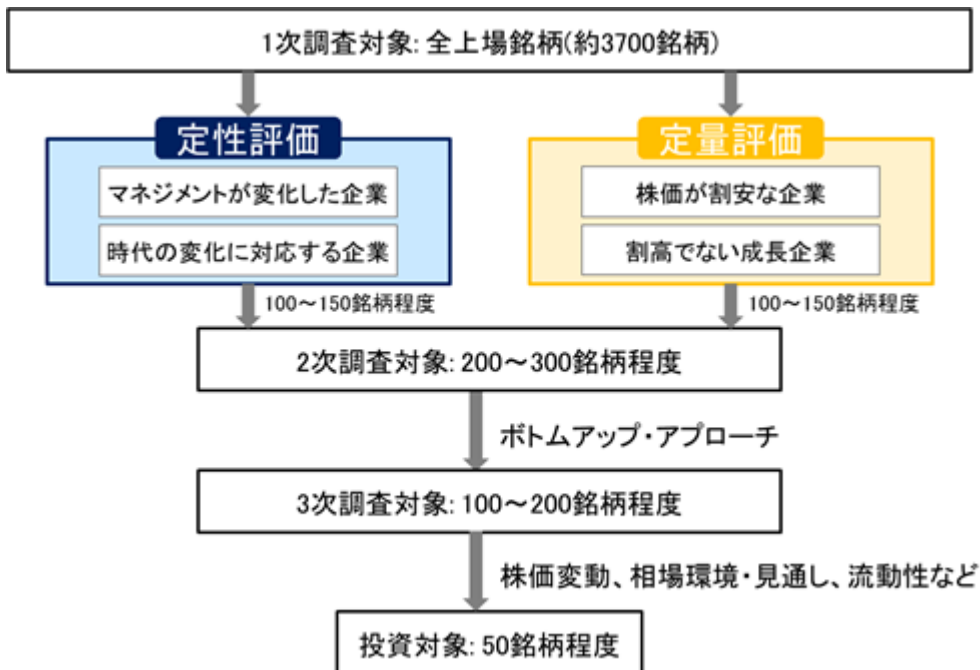 1次調査対象: 全上場銘柄(約3700銘柄)
定性評価
マネジメントが変化した企業
時代の変化に対応する企業
100～150銘柄程度
定量評価
株価が割安な企業
割高でない成長企業
100～150銘柄程度
2次調査対象: 200～300銘柄程度
ボトムアップ・アプローチ
3次調査対象: 100～200銘柄程度
株価変動、相場環境・見通し、流動性など
投資対象: 50銘柄程度